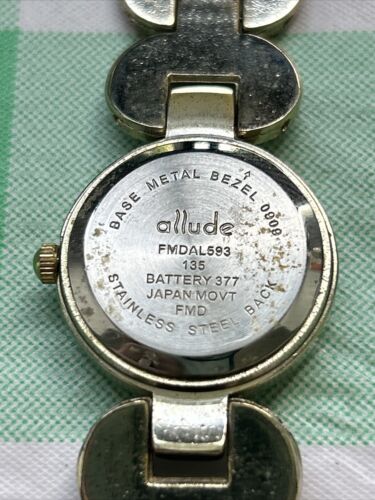 BASE METAL BEZEL 0009
allude
FMDAL593
135
BATTERY 377
JAPAN MOVT
FMD
STAINLESS STEEL BACK